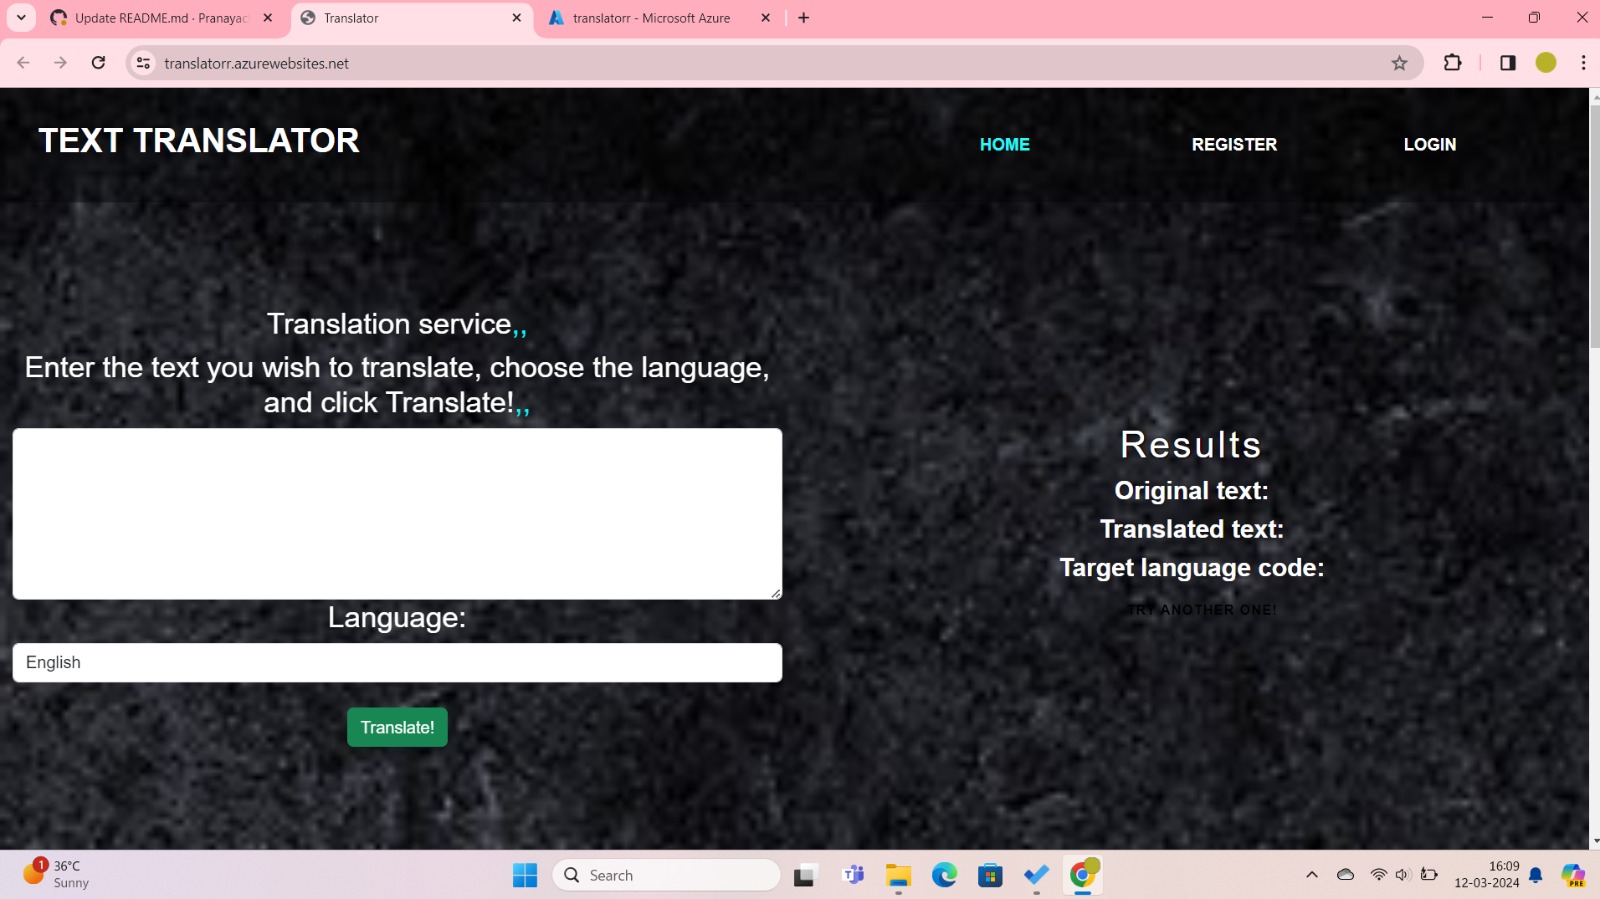 Update README.md · Pranaya
Translator
translatorr - Microsoft Azure
translatorr.azurewebsites.net
TEXT TRANSLATOR
HOME
REGISTER
LOGIN
Translation service,,
Enter the text you wish to translate, choose the language,
and click Translate!,,
Language:
English
Translate!
Results
Original text:
Translated text:
Target language code:
TRY ANOTHER ONE!
1
36°C
Sunny
Search
16:09
12-03-2024
PRE